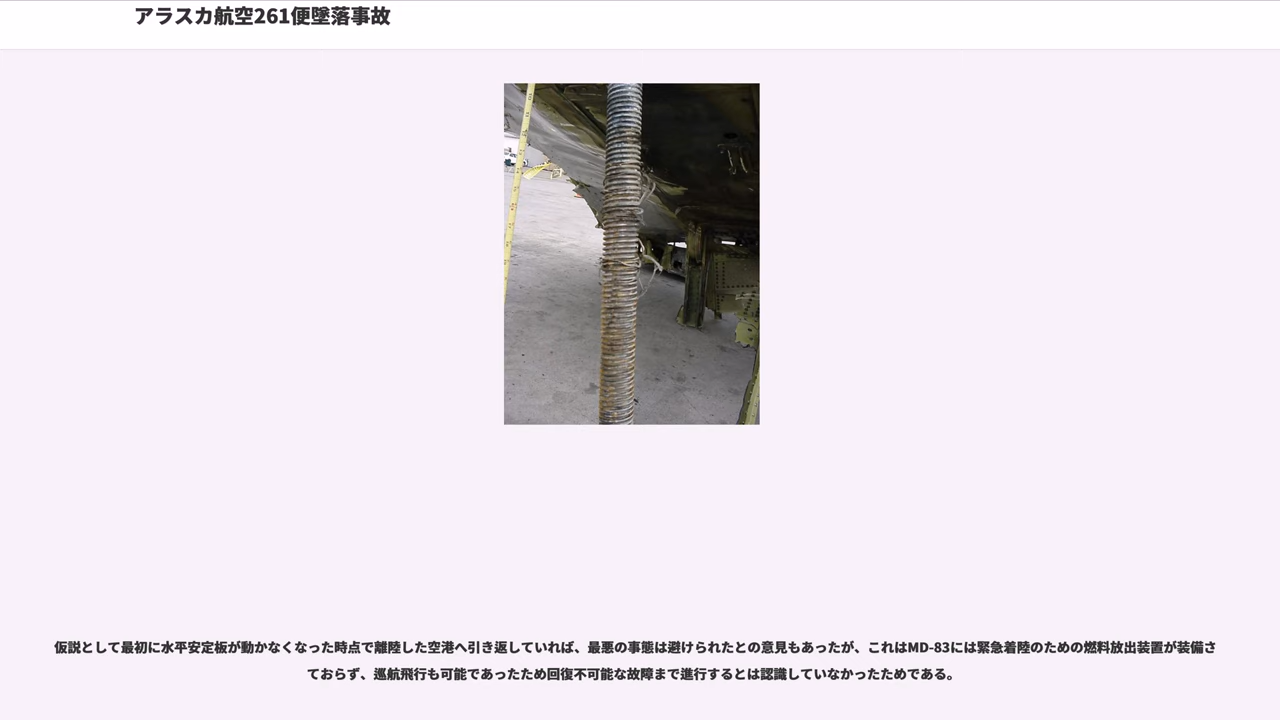 アラスカ航空261便墜落事故
仮説として最初に水平安定板が動かなくなった時点で離陸した空港へ引き返していれば、最悪の事態は避けられたとの意見もあったが、これはMD-83には緊急着陸のための燃料放出装置が装備さ
ておらず、巡航飛行も可能であったため回復不可能な故障まで進行するとは認識していなかったためである。